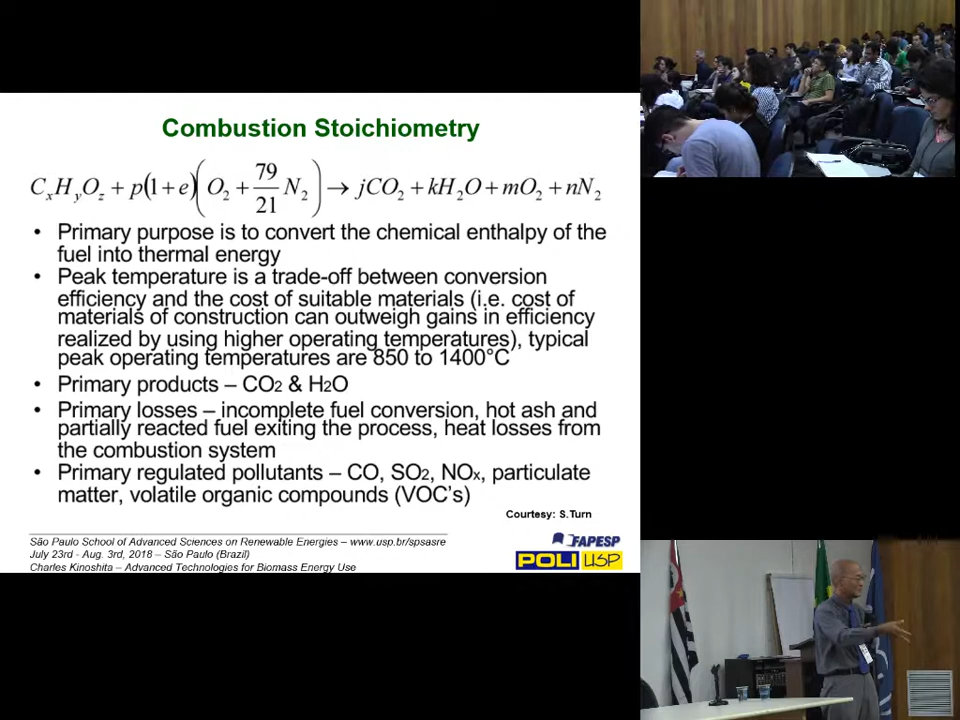 Combustion Stoichiometry
CₓHᵧO_z + p(1+e)(O₂ + 79/21 N₂) → jCO₂ + kH₂O + mO₂ + nN₂
• Primary purpose is to convert the chemical enthalpy of the
fuel into thermal energy
• Peak temperature is a trade-off between conversion
efficiency and the cost of suitable materials (i.e. cost of
materials of construction can outweigh gains in efficiency
realized by using higher operating temperatures), typical
peak operating temperatures are 850 to 1400°C
• Primary products – CO₂ & H₂O
• Primary losses – incomplete fuel conversion, hot ash and
partially reacted fuel exiting the process, heat losses from
the combustion system
• Primary regulated pollutants – CO, SO₂, NOₓ, particulate
matter, volatile organic compounds (VOC's)
Courtesy: S.Turn
São Paulo School of Advanced Sciences on Renewable Energies – www.usp.br/spsasre
July 23rd - Aug. 3rd, 2018 – São Paulo (Brazil)
Charles Kinoshita – Advanced Technologies for Biomass Energy Use
FAPESP
POLI USP